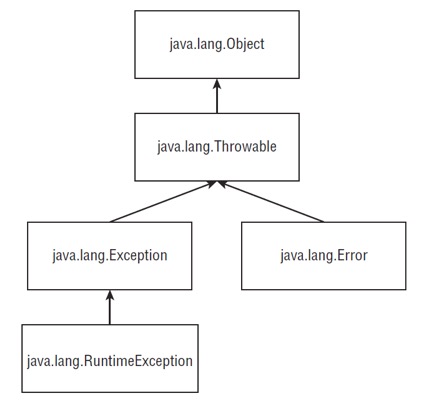 java.lang.Object
java.lang.Throwable
java.lang.Exception
java.lang.Error
java.lang.RuntimeException